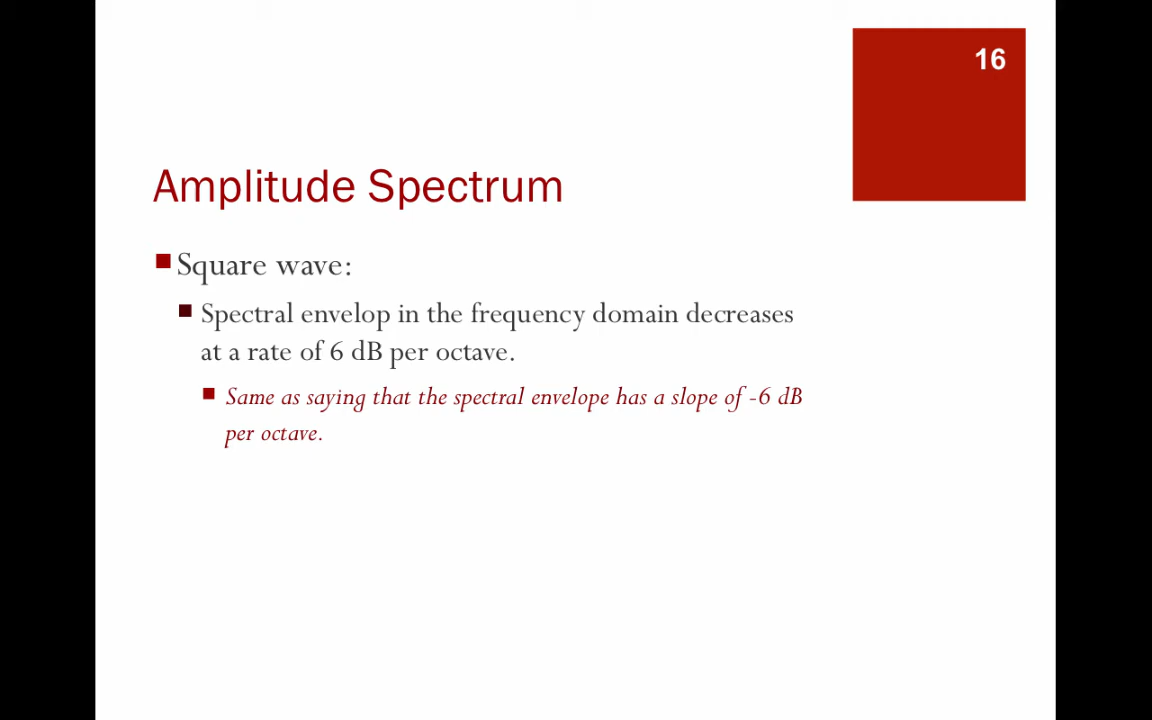 16
Amplitude Spectrum
Square wave:
Spectral envelop in the frequency domain decreases
at a rate of 6 dB per octave.
Same as saying that the spectral envelope has a slope of -6 dB
per octave.